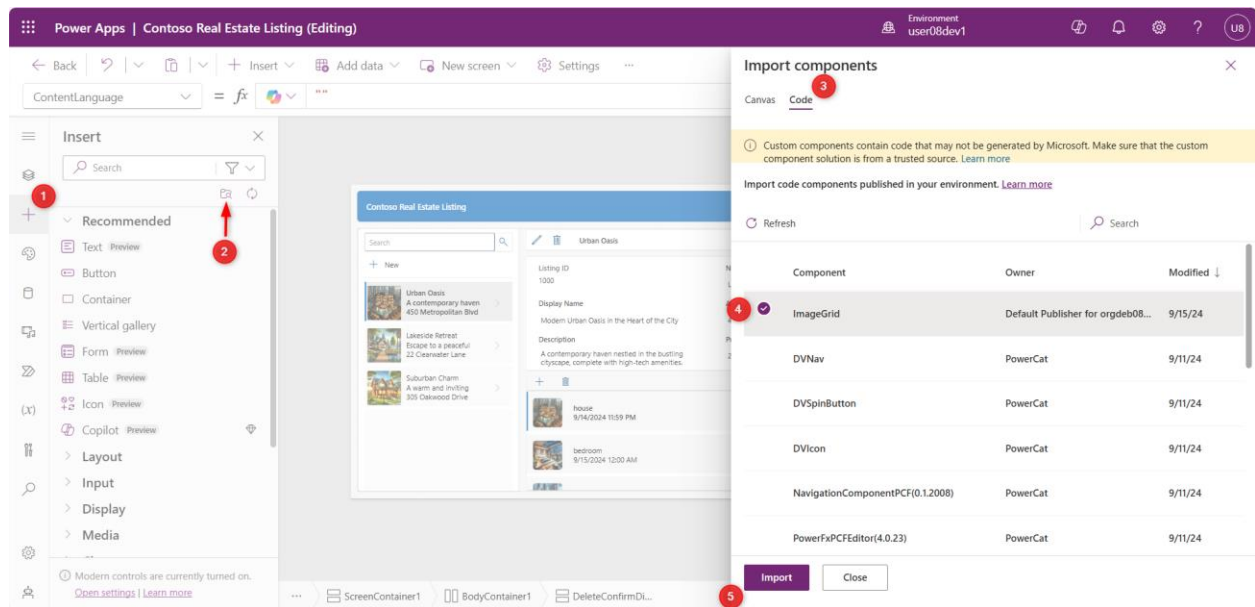 Power Apps | Contoso Real Estate Listing (Editing)
Environment
user08dev1
U8
Back
Insert
Add data
New screen
Settings
...
ContentLanguage
= fx
""
Insert
Search
1
2
Recommended
Text Preview
Button
Container
Vertical gallery
Form Preview
Table Preview
Icon Preview
Copilot Preview
Layout
Input
Display
Media
Modern controls are currently turned on.
Open settings | Learn more
Contoso Real Estate Listing
Search
New
Urban Oasis
A contemporary haven
450 Metropolitan Blvd
Lakeside Retreat
Escape to a peaceful
22 Clearwater Lane
Suburban Charm
A warm and inviting
305 Oakwood Drive
Urban Oasis
Listing ID
1000
Display Name
Modern Urban Oasis in the Heart of the City
Description
A contemporary haven nestled in the bustling
cityscape, complete with high-tech amenities.
house
9/14/2024 11:59 PM
bedroom
9/15/2024 12:00 AM
... ScreenContainer1 BodyContainer1 DeleteConfirmDi...
Import components
3
Canvas Code
Custom components contain code that may not be generated by Microsoft. Make sure that the custom
component solution is from a trusted source. Learn more
Import code components published in your environment. Learn more
Refresh
Search
Component Owner Modified ↓
4
ImageGrid Default Publisher for orgdeb08... 9/15/24
DVNav PowerCat 9/11/24
DVSpinButton PowerCat 9/11/24
DVIcon PowerCat 9/11/24
NavigationComponentPCF(0.1.2008) PowerCat 9/11/24
PowerFxPCFEditor(4.0.23) PowerCat 9/11/24
5
Import
Close